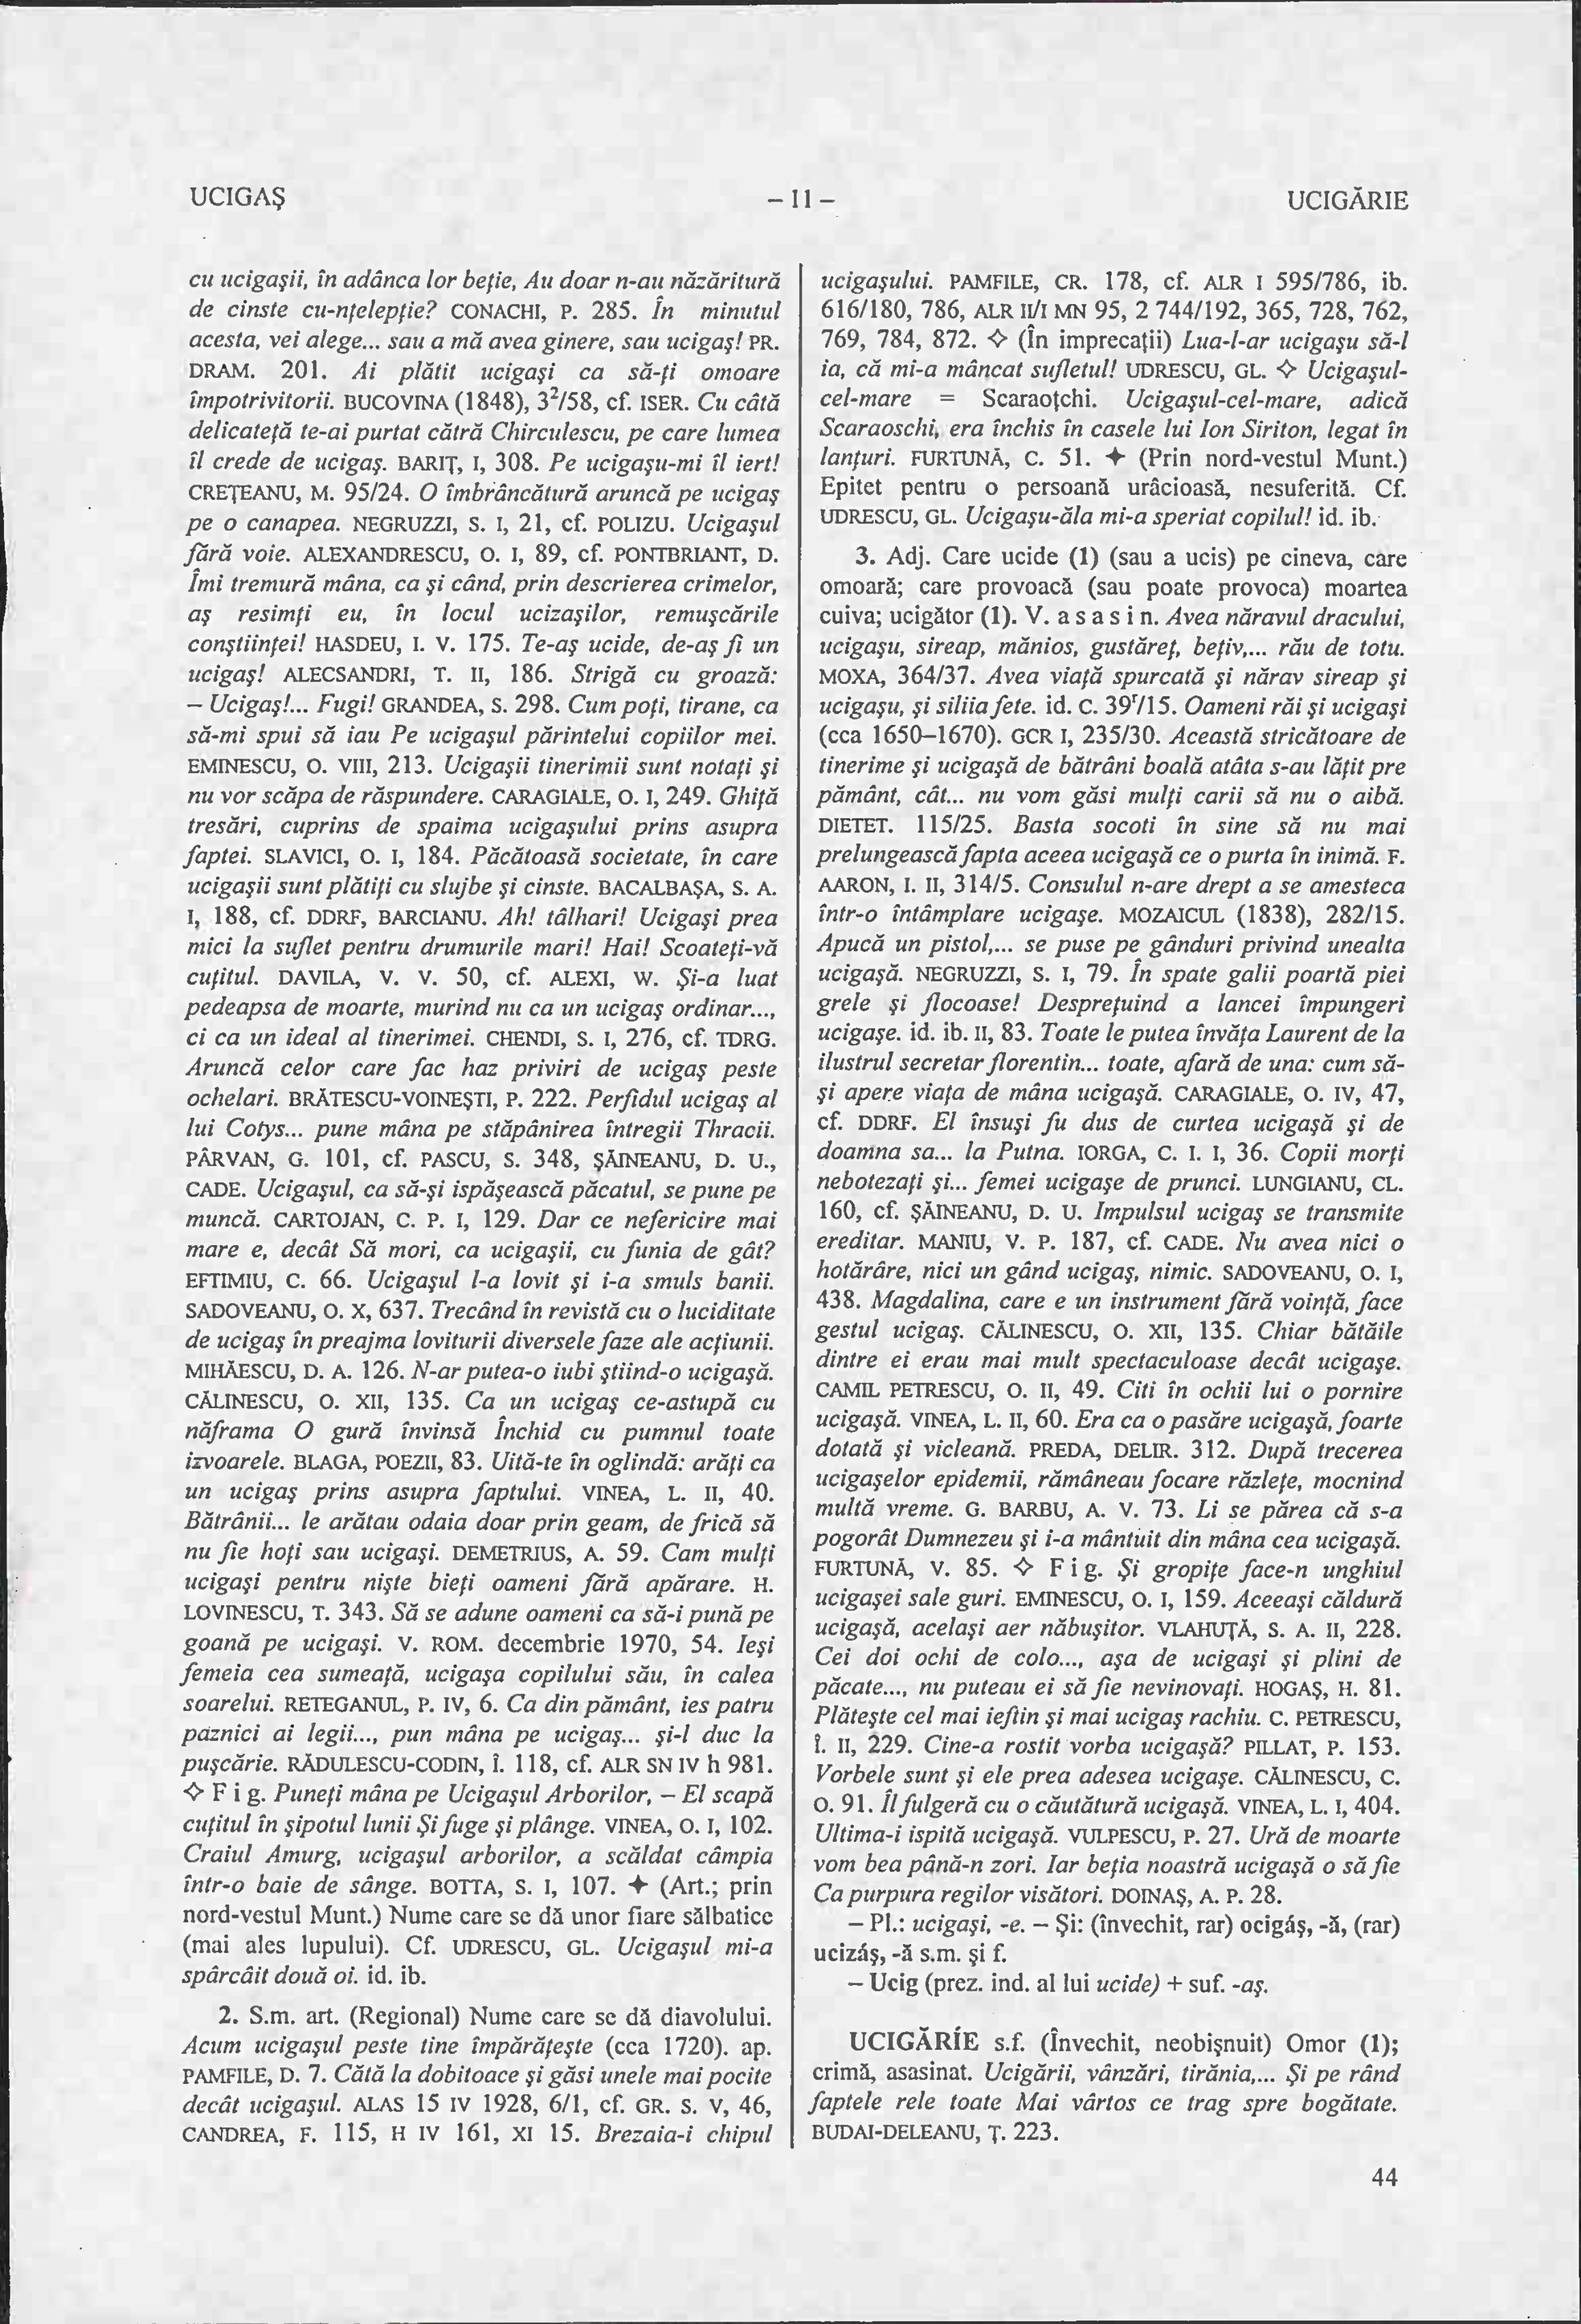 UCIGAŞ
– 11 –
UCIGĂRIE
cu ucigaşii, în adânca lor beţie, Au doar n-au năzăritură
de cinste cu-nţelepţie? CONACHI, P. 285. În minutul
acesta, vei alege... sau a mă avea ginere, sau ucigaş! PR.
DRAM. 201. Ai plătit ucigaşi ca să-ţi omoare
împotrivitorii. BUCOVINA (1848), 3²/58, cf. ISER. Cu câtă
delicateţă te-ai purtat cătră Chirculescu, pe care lumea
îl crede de ucigaş. BARIŢ, I, 308. Pe ucigaşu-mi îl iert!
CREŢEANU, M. 95/24. O îmbrâncătură aruncă pe ucigaş
pe o canapea. NEGRUZZI, S. I, 21, cf. POLIZU. Ucigaşul
fără voie. ALEXANDRESCU, O. I, 89, cf. PONTBRIANT, D.
Îmi tremură mâna, ca şi când, prin descrierea crimelor,
aş resimţi eu, în locul ucizaşilor, remuşcările
conştiinţei! HASDEU, I. V. 175. Te-aş ucide, de-aş fi un
ucigaş! ALECSANDRI, T. II, 186. Strigă cu groază:
– Ucigaş!... Fugi! GRANDEA, S. 298. Cum poţi, tirane, ca
să-mi spui să iau Pe ucigaşul părintelui copiilor mei.
EMINESCU, O. VIII, 213. Ucigaşii tinerimii sunt notaţi şi
nu vor scăpa de răspundere. CARAGIALE, O. I, 249. Ghiţă
tresări, cuprins de spaima ucigaşului prins asupra
faptei. SLAVICI, O. I, 184. Păcătoasă societate, în care
ucigaşii sunt plătiţi cu slujbe şi cinste. BACALBAŞA, S. A.
I, 188, cf. DDRF, BARCIANU. Ah! tâlhari! Ucigaşi prea
mici la suflet pentru drumurile mari! Hai! Scoateţi-vă
cuţitul. DAVILA, V. V. 50, cf. ALEXI, W. Şi-a luat
pedeapsa de moarte, murind nu ca un ucigaş ordinar...,
ci ca un ideal al tinerimei. CHENDI, S. I, 276, cf. TDRG.
Aruncă celor care fac haz priviri de ucigaş peste
ochelari. BRĂTESCU-VOINEŞTI, P. 222. Perfidul ucigaş al
lui Cotys... pune mâna pe stăpânirea întregii Thracii.
PÂRVAN, G. 101, cf. PASCU, S. 348, ŞĂINEANU, D. U.,
CADE. Ucigaşul, ca să-şi ispăşească păcatul, se pune pe
muncă. CARTOJAN, C. P. I, 129. Dar ce nefericire mai
mare e, decât Să mori, ca ucigaşii, cu funia de gât?
EFTIMIU, C. 66. Ucigaşul l-a lovit şi i-a smuls banii.
SADOVEANU, O. X, 637. Trecând în revistă cu o luciditate
de ucigaş în preajma loviturii diversele faze ale acţiunii.
MIHĂESCU, D. A. 126. N-ar putea-o iubi ştiind-o ucigaşă.
CĂLINESCU, O. XII, 135. Ca un ucigaş ce-astupă cu
năframa O gură învinsă Închid cu pumnul toate
izvoarele. BLAGA, POEZII, 83. Uită-te în oglindă: arăţi ca
un ucigaş prins asupra faptului. VINEA, L. II, 40.
Bătrânii... le arătau odaia doar prin geam, de frică să
nu fie hoţi sau ucigaşi. DEMETRIUS, A. 59. Cam mulţi
ucigaşi pentru nişte bieţi oameni fără apărare. H.
LOVINESCU, T. 343. Să se adune oameni ca să-i pună pe
goană pe ucigaşi. V. ROM. decembrie 1970, 54. Ieşi
femeia cea sumeaţă, ucigaşa copilului său, în calea
soarelui. RETEGANUL, P. IV, 6. Ca din pământ, ies patru
paznici ai legii..., pun mâna pe ucigaş... şi-l duc la
puşcărie. RĂDULESCU-CODIN, Î. 118, cf. ALR SN IV h 981.
◇ F i g. Puneţi mâna pe Ucigaşul Arborilor, – El scapă
cuţitul în şipotul lunii Şi fuge şi plânge. VINEA, O. I, 102.
Craiul Amurg, ucigaşul arborilor, a scăldat câmpia
într-o baie de sânge. BOTTA, S. I, 107. ✦ (Art.; prin
nord-vestul Munt.) Nume care se dă unor fiare sălbatice
(mai ales lupului). Cf. UDRESCU, GL. Ucigaşul mi-a
spârcâit două oi. id. ib.
2. S.m. art. (Regional) Nume care se dă diavolului.
Acum ucigaşul peste tine împărăţeşte (cca 1720). ap.
PAMFILE, D. 7. Cătă la dobitoace şi găsi unele mai pocite
decât ucigaşul. ALAS 15 IV 1928, 6/1, cf. GR. S. V, 46,
CANDREA, F. 115, H IV 161, XI 15. Brezaia-i chipul
ucigaşului. PAMFILE, CR. 178, cf. ALR I 595/786, ib.
616/180, 786, ALR II/I MN 95, 2 744/192, 365, 728, 762,
769, 784, 872. ◇ (În imprecaţii) Lua-l-ar ucigaşu să-l
ia, că mi-a mâncat sufletul! UDRESCU, GL. ◇ Ucigaşul-
cel-mare = Scaraoţchi. Ucigaşul-cel-mare, adică
Scaraoschi, era închis în casele lui Ion Siriton, legat în
lanţuri. FURTUNĂ, C. 51. ✦ (Prin nord-vestul Munt.)
Epitet pentru o persoană urâcioasă, nesuferită. Cf.
UDRESCU, GL. Ucigaşu-ăla mi-a speriat copilul! id. ib.
3. Adj. Care ucide (1) (sau a ucis) pe cineva, care
omoară; care provoacă (sau poate provoca) moartea
cuiva; ucigător (1). V. a s a s i n. Avea năravul dracului,
ucigaşu, sireap, mănios, gustăreţ, beţiv,... rău de totu.
MOXA, 364/37. Avea viaţă spurcată şi nărav sireap şi
ucigaşu, şi siliia fete. id. C. 39ʳ/15. Oameni răi şi ucigaşi
(cca 1650–1670). GCR I, 235/30. Această stricătoare de
tinerime şi ucigaşă de bătrâni boală atâta s-au lăţit pre
pământ, cât... nu vom găsi mulţi carii să nu o aibă.
DIETET. 115/25. Basta socoti în sine să nu mai
prelungească fapta aceea ucigaşă ce o purta în inimă. F.
AARON, I. II, 314/5. Consulul n-are drept a se amesteca
într-o întâmplare ucigaşe. MOZAICUL (1838), 282/15.
Apucă un pistol,... se puse pe gânduri privind unealta
ucigaşă. NEGRUZZI, S. I, 79. În spate galii poartă piei
grele şi flocoase! Despreţuind a lancei împungeri
ucigaşe. id. ib. II, 83. Toate le putea învăţa Laurent de la
ilustrul secretar florentin... toate, afară de una: cum să-
şi apere viaţa de mâna ucigaşă. CARAGIALE, O. IV, 47,
cf. DDRF. El însuşi fu dus de curtea ucigaşă şi de
doamna sa... la Putna. IORGA, C. I. I, 36. Copii morţi
nebotezaţi şi... femei ucigaşe de prunci. LUNGIANU, CL.
160, cf. ŞĂINEANU, D. U. Impulsul ucigaş se transmite
ereditar. MANIU, V. P. 187, cf. CADE. Nu avea nici o
hotărâre, nici un gând ucigaş, nimic. SADOVEANU, O. I,
438. Magdalina, care e un instrument fără voinţă, face
gestul ucigaş. CĂLINESCU, O. XII, 135. Chiar bătăile
dintre ei erau mai mult spectaculoase decât ucigaşe.
CAMIL PETRESCU, O. II, 49. Citi în ochii lui o pornire
ucigaşă. VINEA, L. II, 60. Era ca o pasăre ucigaşă, foarte
dotată şi vicleană. PREDA, DELIR. 312. După trecerea
ucigaşelor epidemii, rămâneau focare răzleţe, mocnind
multă vreme. G. BARBU, A. V. 73. Li se părea că s-a
pogorât Dumnezeu şi i-a mântuit din mâna cea ucigaşă.
FURTUNĂ, V. 85. ◇ F i g. Şi gropiţe face-n unghiul
ucigaşei sale guri. EMINESCU, O. I, 159. Aceeaşi căldură
ucigaşă, acelaşi aer năbuşitor. VLAHUŢĂ, S. A. II, 228.
Cei doi ochi de colo..., aşa de ucigaşi şi plini de
păcate..., nu puteau ei să fie nevinovaţi. HOGAŞ, H. 81.
Plăteşte cel mai ieftin şi mai ucigaş rachiu. C. PETRESCU,
Î. II, 229. Cine-a rostit vorba ucigaşă? PILLAT, P. 153.
Vorbele sunt şi ele prea adesea ucigaşe. CĂLINESCU, C.
O. 91. Îl fulgeră cu o căutătură ucigaşă. VINEA, L. I, 404.
Ultima-i ispită ucigaşă. VULPESCU, P. 27. Ură de moarte
vom bea până-n zori. Iar beţia noastră ucigaşă o să fie
Ca purpura regilor visători. DOINAŞ, A. P. 28.
– Pl.: ucigaşi, -e. – Şi: (învechit, rar) ocigáş, -ă, (rar)
ucizáş, -ă s.m. şi f.
– Ucig (prez. ind. al lui ucide) + suf. -aş.
UCIGĂRÍE s.f. (Învechit, neobişnuit) Omor (1);
crimă, asasinat. Ucigării, vânzări, tirănia,... Şi pe rând
faptele rele toate Mai vârtos ce trag spre bogătate.
BUDAI-DELEANU, Ţ. 223.
44